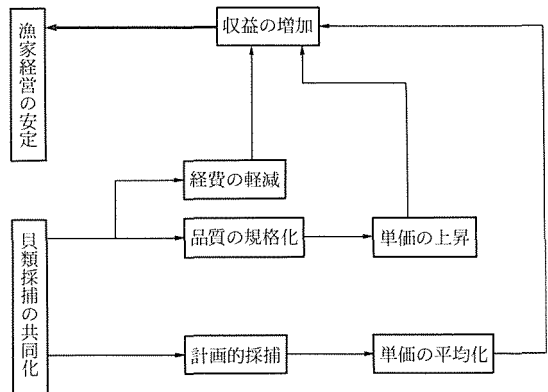 収益の増加
漁家経営の安定
経費の軽減
品質の規格化
単価の上昇
貝類採捕の共同化
計画的採捕
単価の平均化